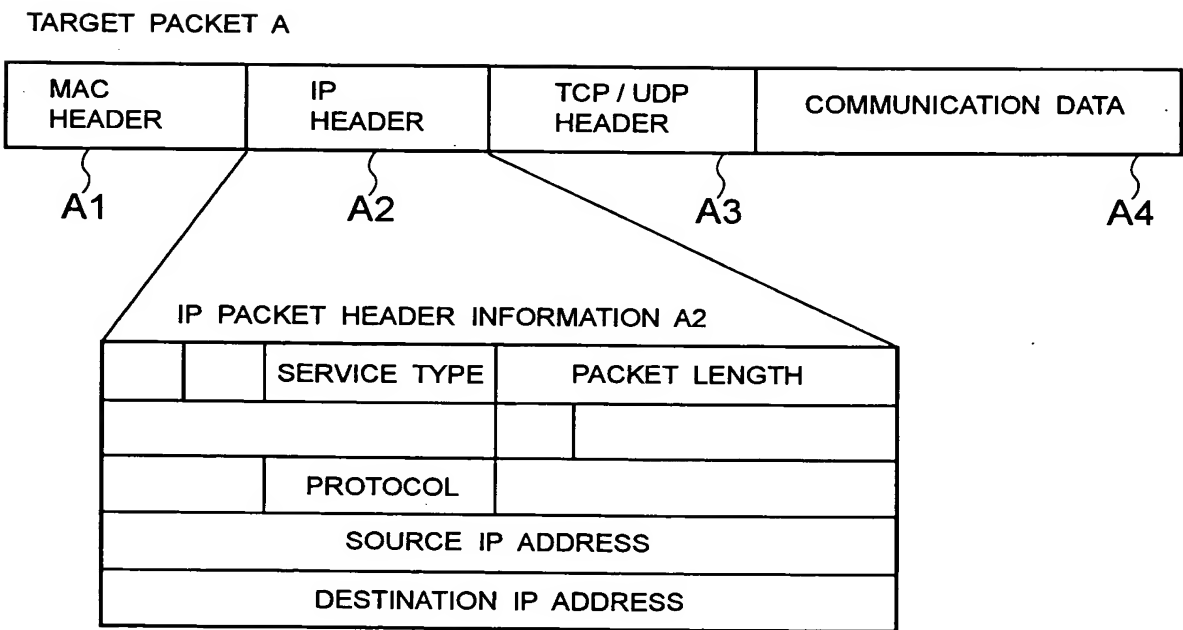 TARGET PACKET A
MAC HEADER
IP HEADER
TCP / UDP HEADER
COMMUNICATION DATA
A1
A2
A3
A4
IP PACKET HEADER INFORMATION A2
SERVICE TYPE
PACKET LENGTH
PROTOCOL
SOURCE IP ADDRESS
DESTINATION IP ADDRESS